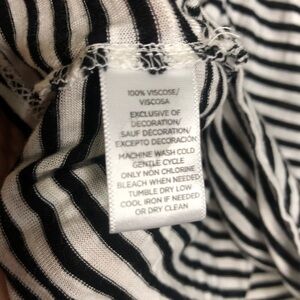 100% VISCOSE/
VISCOSA
EXCLUSIVE OF
DECORATION/
SAUF DÉCORATION/
EXCEPTO DECORACIÓN
MACHINE WASH COLD
GENTLE CYCLE
ONLY NON CHLORINE
BLEACH WHEN NEEDED
TUMBLE DRY LOW
COOL IRON IF NEEDED
OR DRY CLEAN